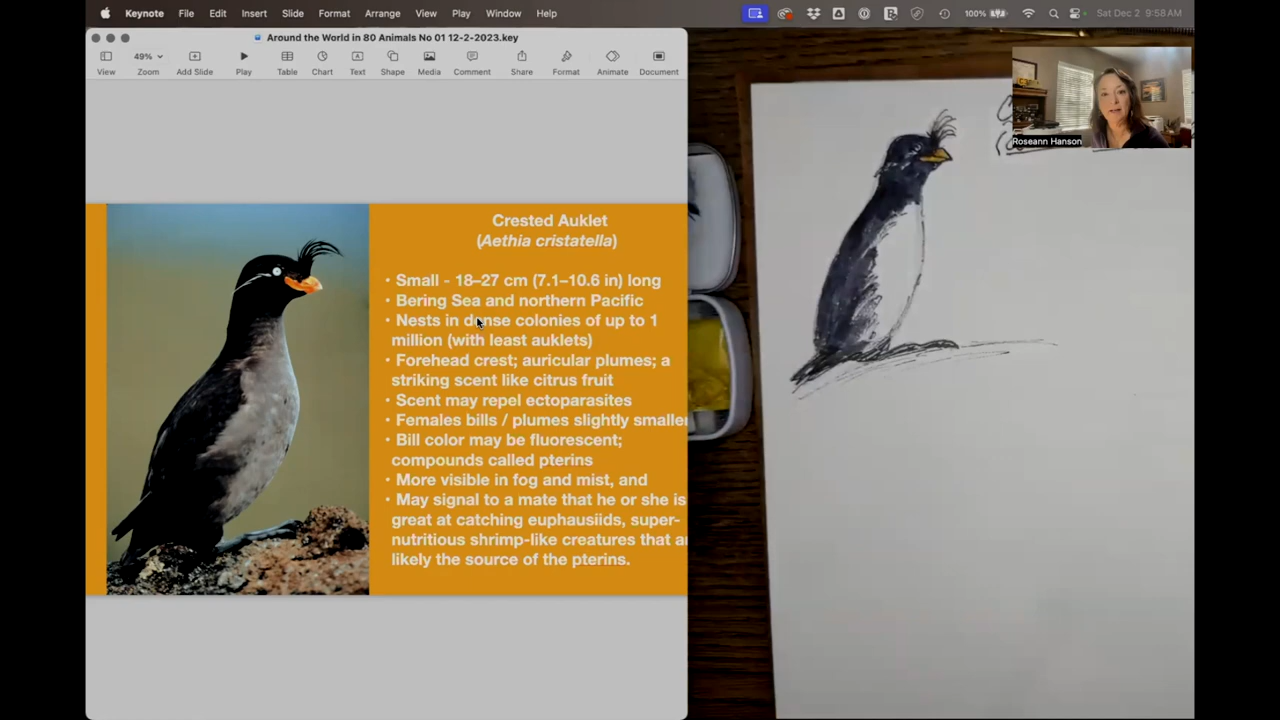 Keynote File Edit Insert Slide Format Arrange View Play Window Help
100% Sat Dec 2 9:58AM
Around the World in 80 Animals No 01 12-2-2023.key
49%
View Zoom Add Slide Play Table Chart Text Shape Media Comment Share Format Animate Document
Roseann Hanson
Crested Auklet
(Aethia cristatella)
• Small - 18–27 cm (7.1–10.6 in) long
• Bering Sea and northern Pacific
• Nests in dense colonies of up to 1
million (with least auklets)
• Forehead crest; auricular plumes; a
striking scent like citrus fruit
• Scent may repel ectoparasites
• Females bills / plumes slightly smaller
• Bill color may be fluorescent;
compounds called pterins
• More visible in fog and mist, and
• May signal to a mate that he or she is
great at catching euphausiids, super-
nutritious shrimp-like creatures that
likely the source of the pterins.